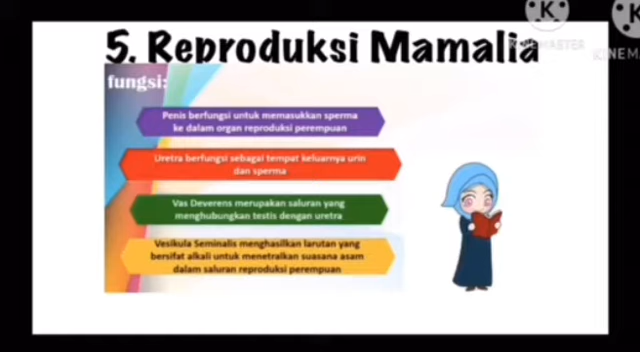 5. Reproduksi Mamalia
K
KINEMASTER
K
KINEM
fungsi:
Penis berfungsi untuk memasukkan sperma
ke dalam organ reproduksi perempuan
Uretra berfungsi sebagai tempat keluarnya urin
dan sperma
Vas Deverens merupakan saluran yang
menghubungkan testis dengan uretra
Vesikula Seminalis menghasilkan larutan yang
bersifat alkali untuk menetralkan suasana asam
dalam saluran reproduksi perempuan